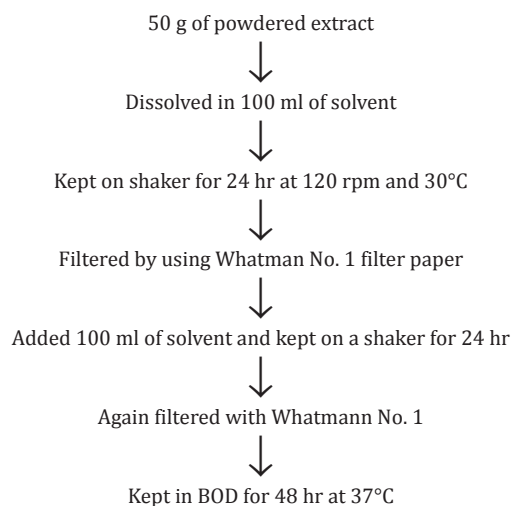 50 g of powdered extract
Dissolved in 100 ml of solvent
Kept on shaker for 24 hr at 120 rpm and 30°C
Filtered by using Whatman No. 1 filter paper
Added 100 ml of solvent and kept on a shaker for 24 hr
Again filtered with Whatmann No. 1
Kept in BOD for 48 hr at 37°C